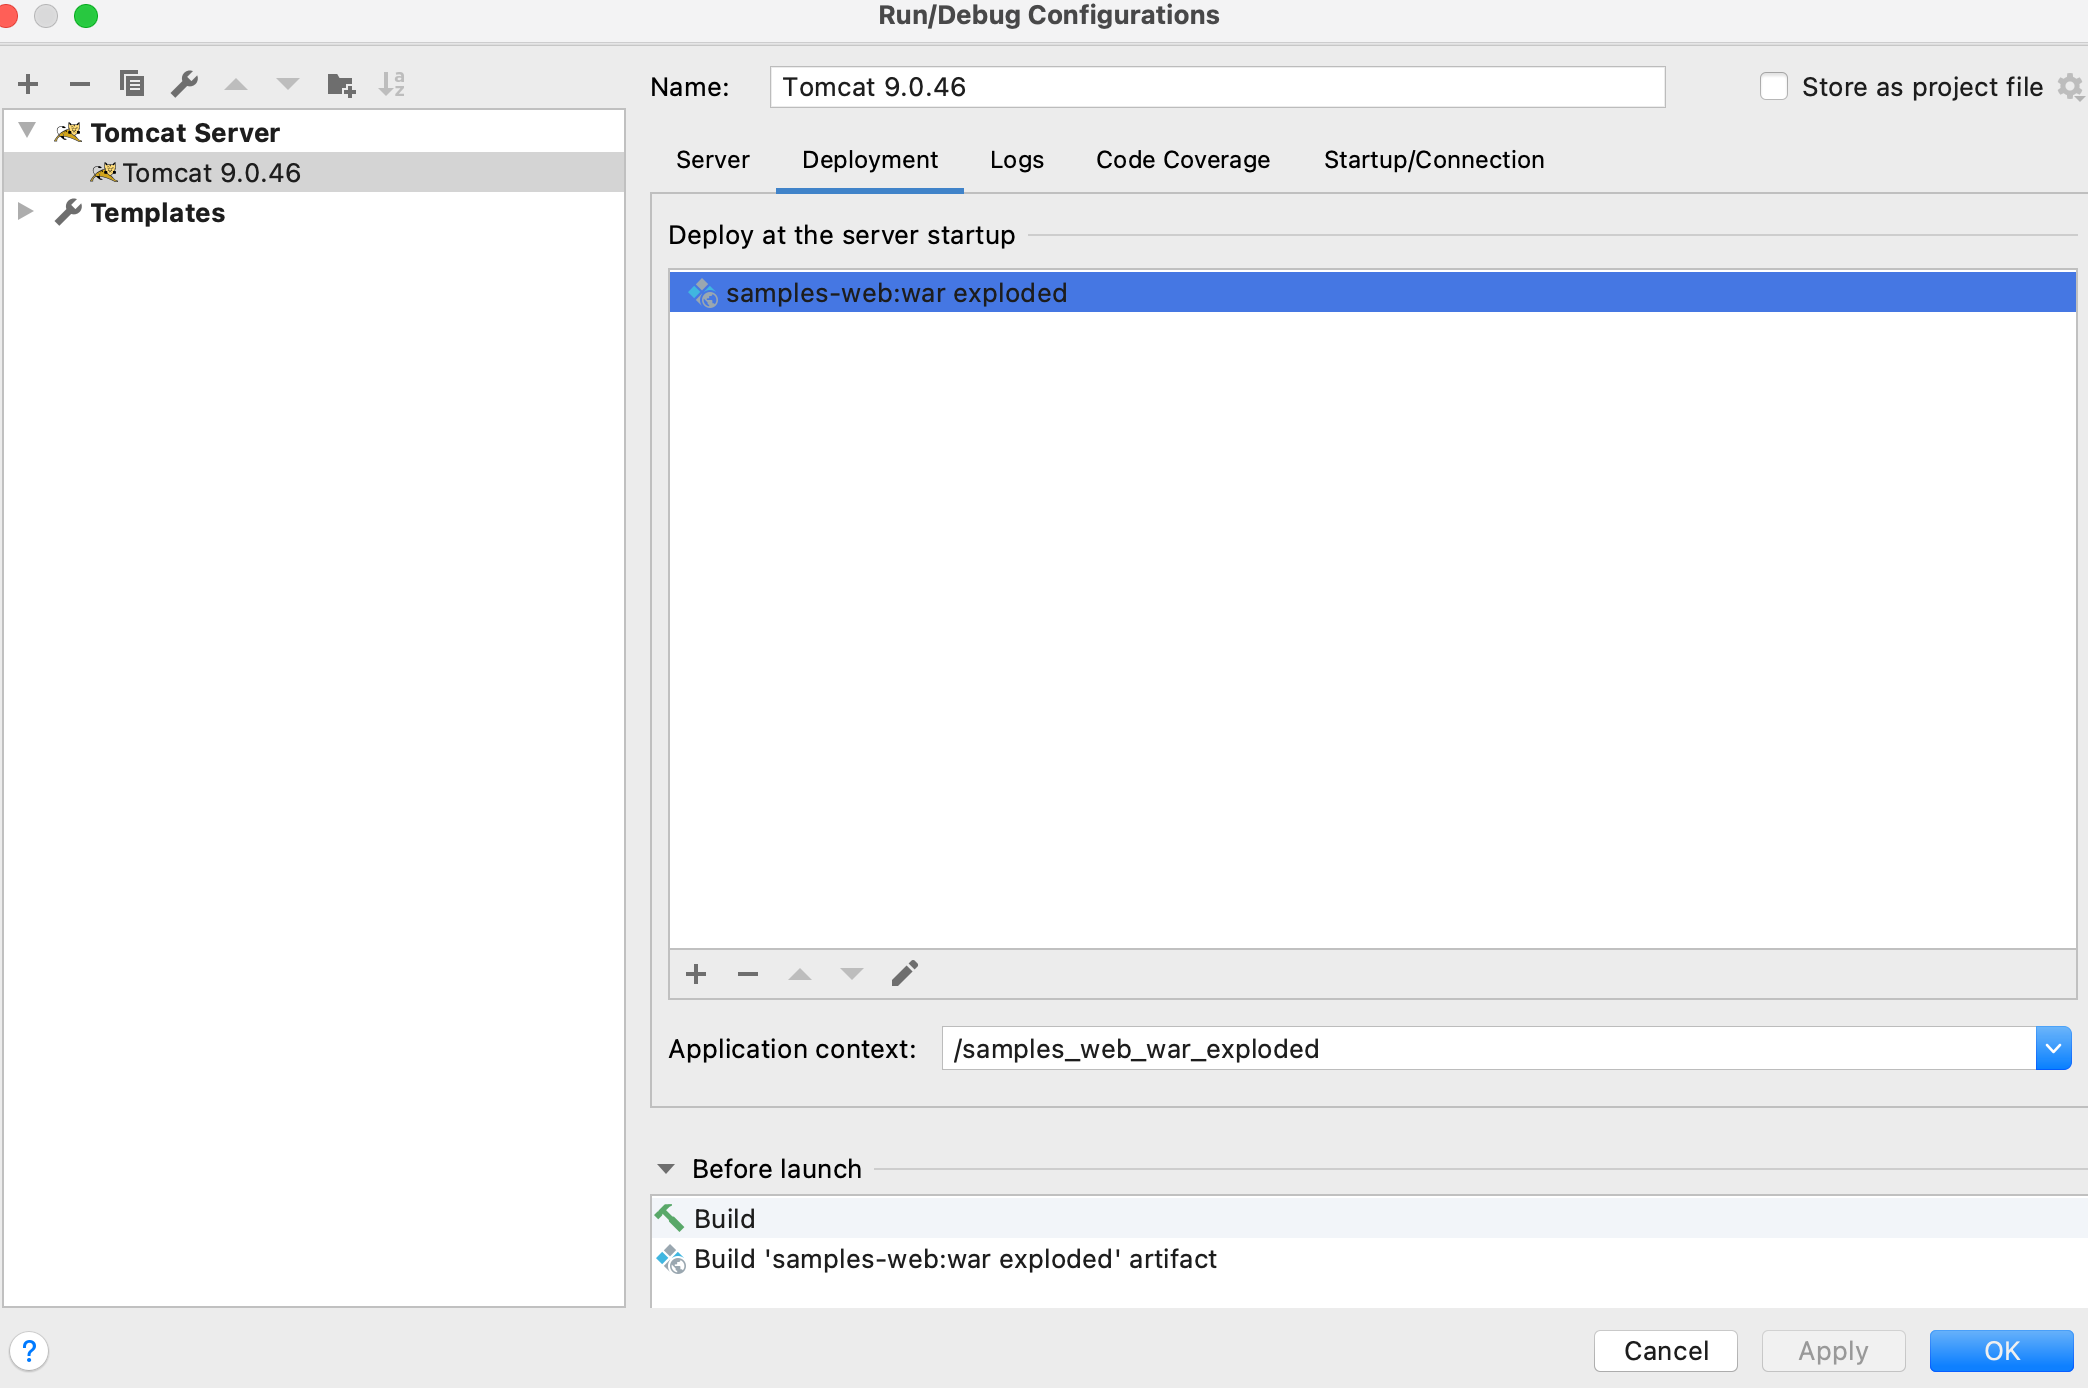 Run/Debug Configurations
Name: Tomcat 9.0.46 Store as project file
Tomcat Server
Tomcat 9.0.46
Templates
Server Deployment Logs Code Coverage Startup/Connection
Deploy at the server startup
samples-web:war exploded
Application context: /samples_web_war_exploded
Before launch
Build
Build 'samples-web:war exploded' artifact
? Cancel Apply OK